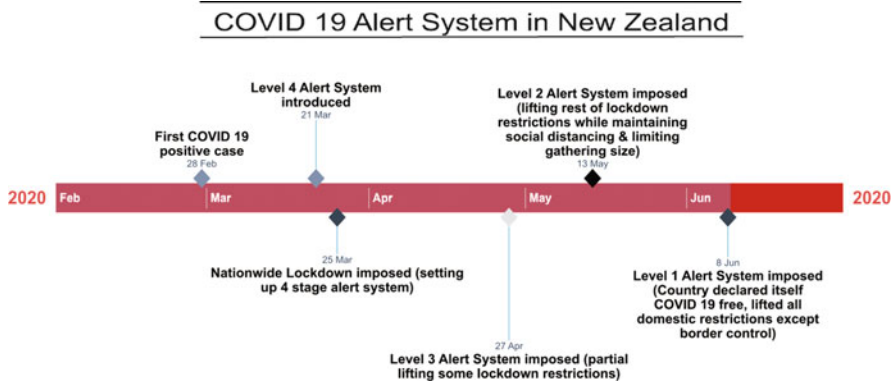 COVID 19 Alert System in New Zealand
Level 4 Alert System
introduced
21 Mar
Level 2 Alert System imposed
(lifting rest of lockdown
restrictions while maintaining
social distancing & limiting
gathering size)
13 May
First COVID 19
positive case
28 Feb
2020
Feb
Mar
Apr
May
Jun
2020
25 Mar
Nationwide Lockdown imposed (setting
up 4 stage alert system)
27 Apr
Level 3 Alert System imposed (partial
lifting some lockdown restrictions)
8 Jun
Level 1 Alert System imposed
(Country declared itself
COVID 19 free, lifted all
domestic restrictions except
border control)